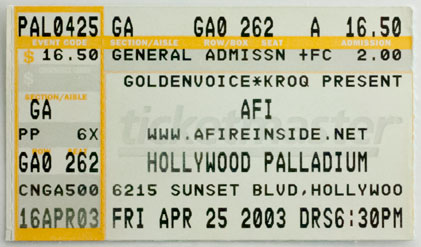 PAL0425 GA GA0 262 A 16.50
EVENT CODE SECTION/AISLE ROW/BOX SEAT
$ 16.50 GENERAL ADMISSN +FC 2.00
GOLDENVOICE*KROQ PRESENT
SECTION/AISLE
GA AFI
ticketmaster
PP 6X WWW.AFIREINSIDE.NET
GA0 262 HOLLYWOOD PALLADIUM
CNGA500 6215 SUNSET BLVD,HOLLYWOO
16APR03 FRI APR 25 2003 DRS6:30PM